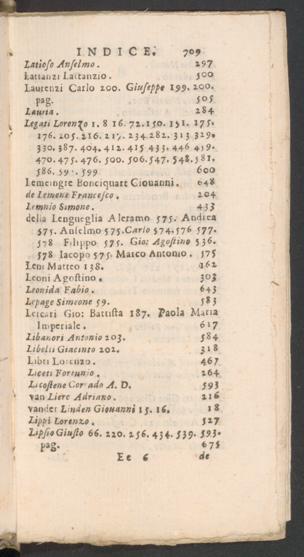 INDICE. 709
Latioso Anselmo. 297
Lattanzi Lattanzio. 500
Laurenzi Carlo 200. Giuseppe 199. 200.
pag. 505
Lauria. 284
Legati Lorenzo 1. 8 16. 72. 150. 151. 175.
176. 205. 216. 217. 234. 282. 313. 329.
330. 387. 404. 412. 415 433. 446 459.
470. 475. 476. 500. 506. 547. 548. 581.
586. 599 600
Lemeingre Bonciquart Giouanni. 648
de Lemene Francesco. 204
Lemnio Simone. 433
della Lengueglia Aleramo 575. Andrea
575. Anselmo 575. Carlo 574. 576 577.
578 Filippo 575. Gio: Agostino 536.
578 Iacopo 575. Marco Antonio. 575
Leni Matteo 138. 162
Leoni Agostino. 303
Leonida Fabio. 643
Lepage Simeone 59. 583
Lercari Gio: Battista 187. Paola Maria
Imperiale. 617
Libanori Antonio 203. 584
Libelli Giacinto 202. 318
Libri Lorenzo. 467
Liceti Fortunio. 264
Licostene Corrado A. D. 593
van Liere Adriano. 216
vander Linden Giouanni 15. 16. 18
Lippi Lorenzo. 527
Lipsio Giusto 66. 220. 256. 434. 539. 593.
pag. 675
Ee 6 de